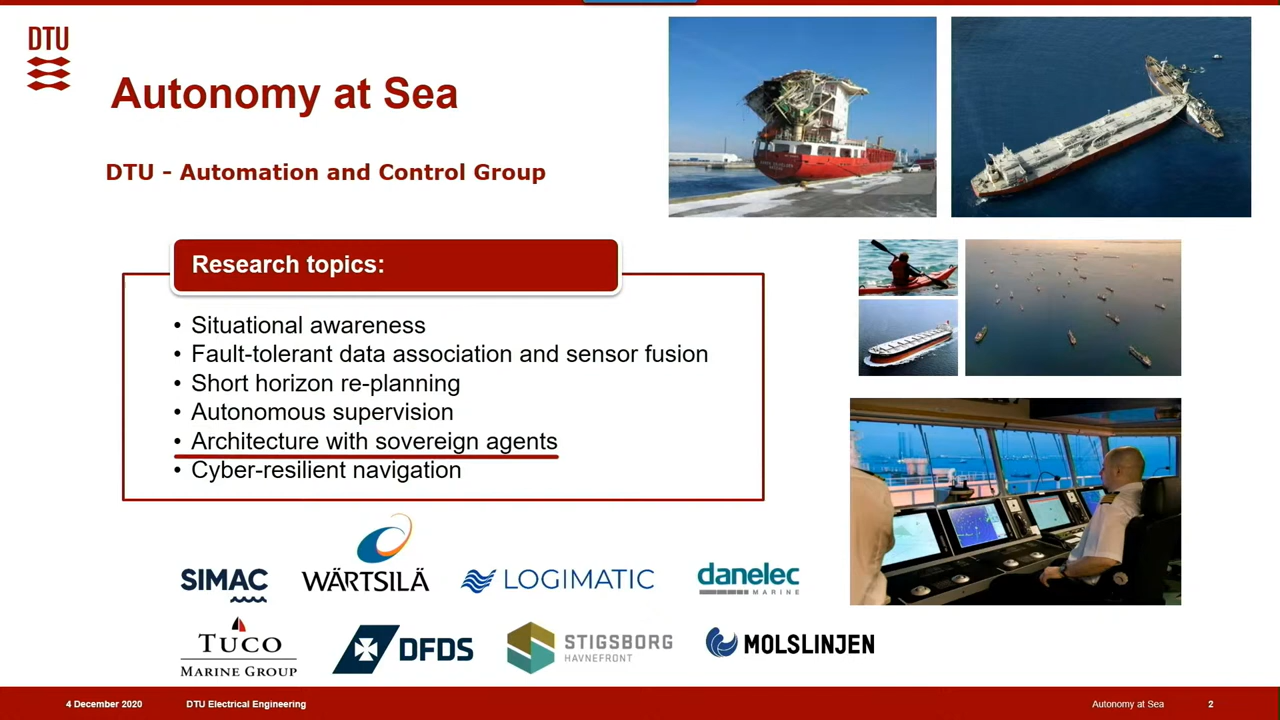 DTU
Autonomy at Sea
DTU - Automation and Control Group
Research topics:
• Situational awareness
• Fault-tolerant data association and sensor fusion
• Short horizon re-planning
• Autonomous supervision
• Architecture with sovereign agents
• Cyber-resilient navigation
SIMAC
WÄRTSILÄ
LOGIMATIC
danelec
MARINE
TUCO
MARINE GROUP
DFDS
STIGSBORG
HAVNEFRONT
MOLSLINJEN
4 December 2020
DTU Electrical Engineering
Autonomy at Sea
2